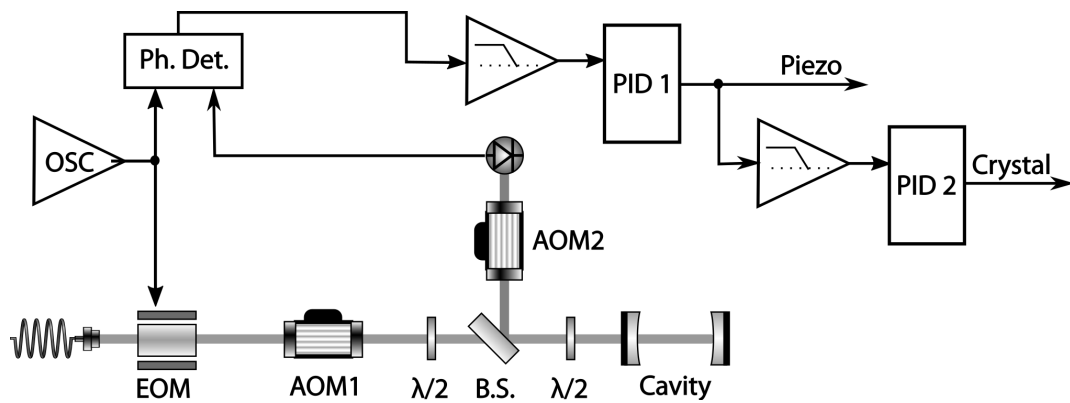 Ph. Det.
Piezo
PID 1
OSC
Crystal
PID 2
AOM2
EOM
AOM1
λ/2
B.S.
λ/2
Cavity